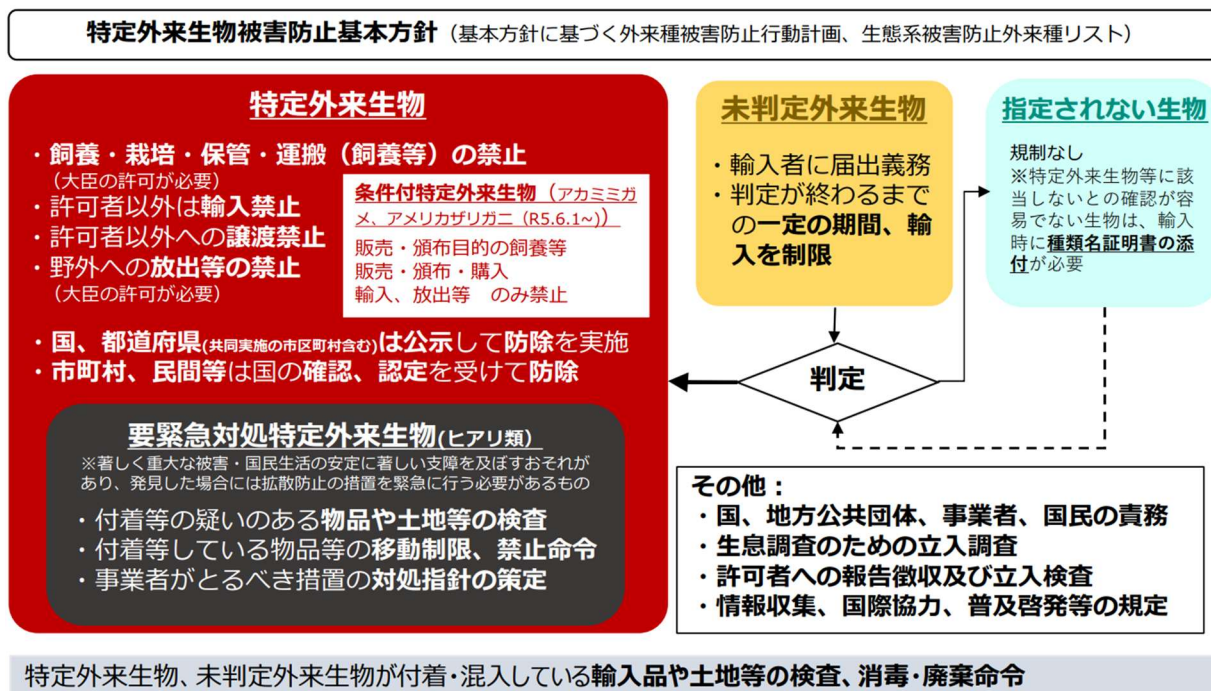 特定外来生物被害防止基本方針（基本方針に基づく外来種被害防止行動計画、生態系被害防止外来種リスト）
特定外来生物
・飼養・栽培・保管・運搬（飼養等）の禁止
（大臣の許可が必要）
・許可者以外は輸入禁止
・許可者以外への譲渡禁止
・野外への放出等の禁止
（大臣の許可が必要）
条件付特定外来生物（アカミミガ
メ、アメリカザリガニ（R5.6.1~））
販売・頒布目的の飼養等
販売・頒布・購入
輸入、放出等　のみ禁止
・国、都道府県(共同実施の市区町村含む)は公示して防除を実施
・市町村、民間等は国の確認、認定を受けて防除
要緊急対処特定外来生物(ヒアリ類）
※著しく重大な被害・国民生活の安定に著しい支障を及ぼすおそれが
あり、発見した場合には拡散防止の措置を緊急に行う必要があるもの
・付着等の疑いのある物品や土地等の検査
・付着等している物品等の移動制限、禁止命令
・事業者がとるべき措置の対処指針の策定
未判定外来生物
・輸入者に届出義務
・判定が終わるまで
の一定の期間、輸
入を制限
指定されない生物
規制なし
※特定外来生物等に該
当しないとの確認が容
易でない生物は、輸入
時に種類名証明書の添
付が必要
判定
その他：
・国、地方公共団体、事業者、国民の責務
・生息調査のための立入調査
・許可者への報告徴収及び立入検査
・情報収集、国際協力、普及啓発等の規定
特定外来生物、未判定外来生物が付着・混入している輸入品や土地等の検査、消毒・廃棄命令